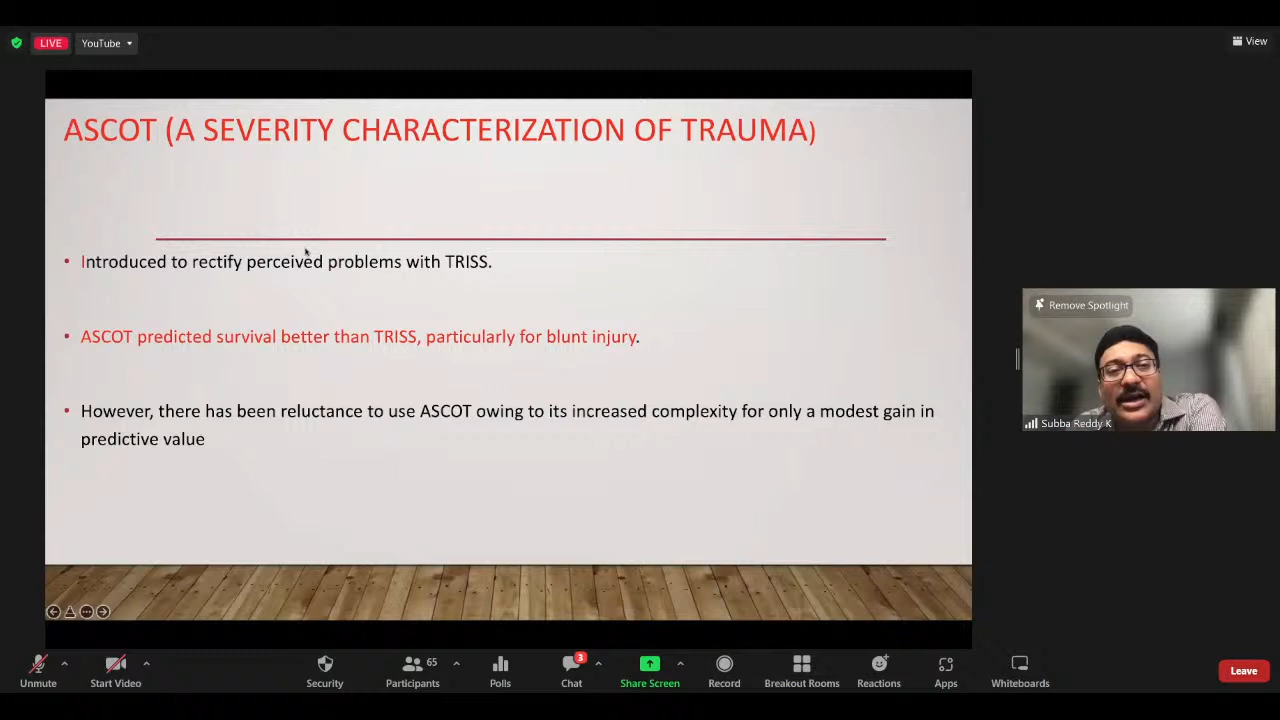 LIVE
YouTube
View
ASCOT (A SEVERITY CHARACTERIZATION OF TRAUMA)
• Introduced to rectify perceived problems with TRISS.
• ASCOT predicted survival better than TRISS, particularly for blunt injury.
• However, there has been reluctance to use ASCOT owing to its increased complexity for only a modest gain in
predictive value
Remove Spotlight
Subba Reddy K
Unmute
Start Video
Security
65
Participants
Polls
3
Chat
Share Screen
Record
Breakout Rooms
Reactions
Apps
Whiteboards
Leave